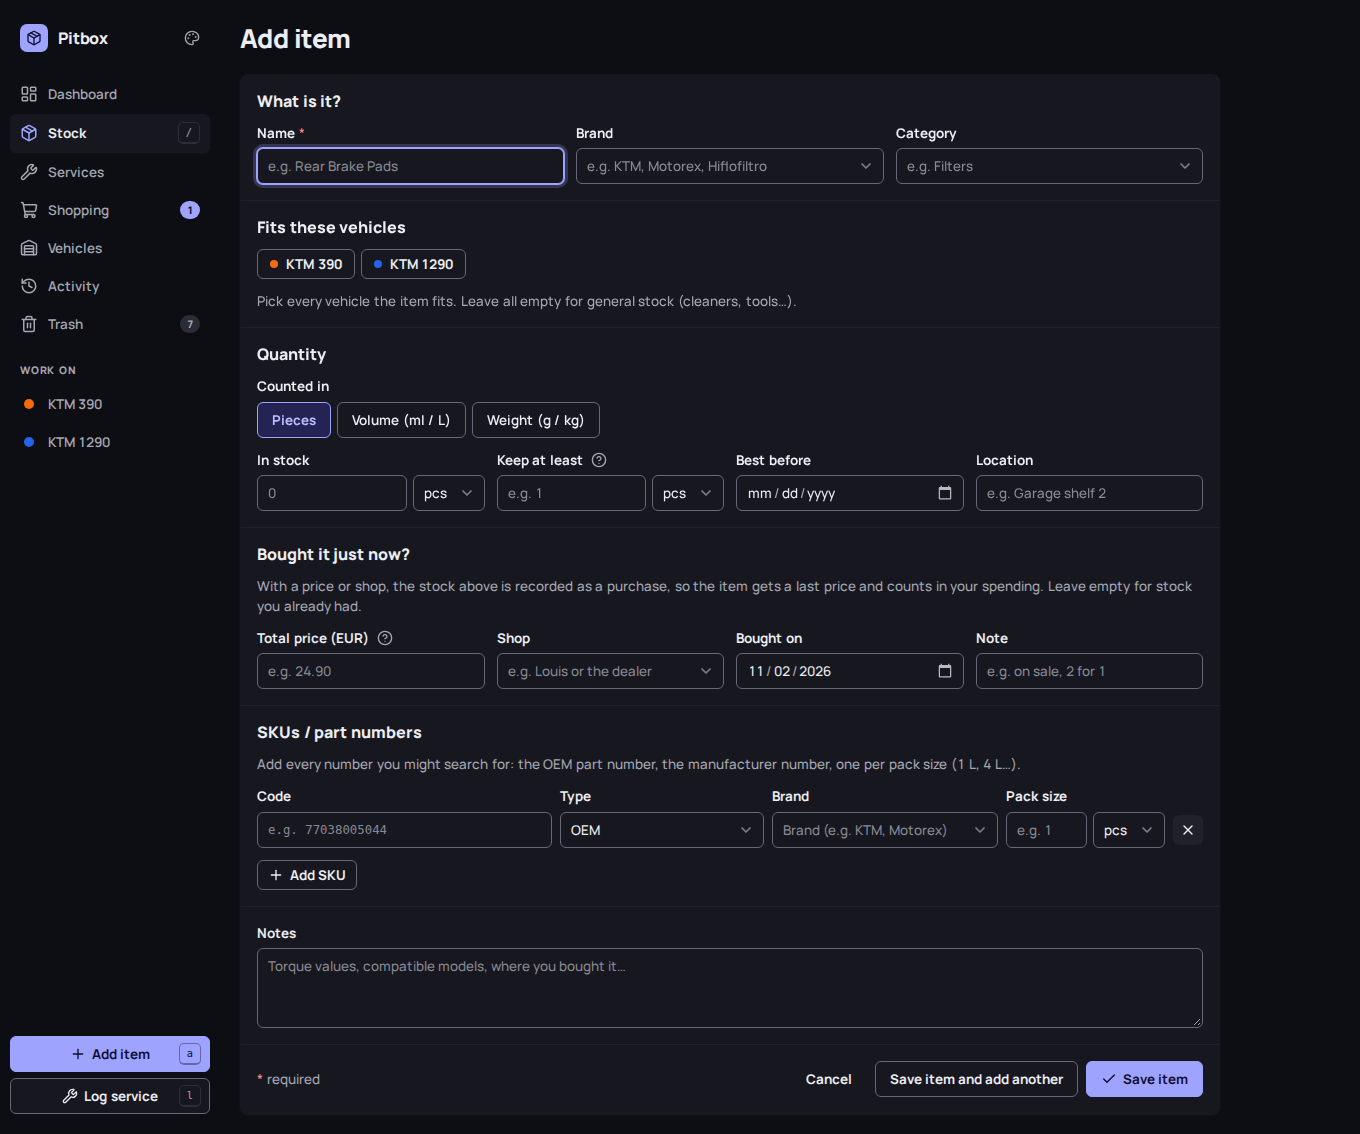 Pitbox
Dashboard
Stock /
Services
Shopping 1
Vehicles
Activity
Trash 7
WORK ON
KTM 390
KTM 1290
Add item a
Log service l
Add item
What is it?
Name * Brand Category
e.g. Rear Brake Pads e.g. KTM, Motorex, Hiflofiltro e.g. Filters
Fits these vehicles
KTM 390 KTM 1290
Pick every vehicle the item fits. Leave all empty for general stock (cleaners, tools…).
Quantity
Counted in
Pieces Volume (ml / L) Weight (g / kg)
In stock Keep at least ? Best before Location
0 pcs e.g. 1 pcs mm/dd/yyyy e.g. Garage shelf 2
Bought it just now?
With a price or shop, the stock above is recorded as a purchase, so the item gets a last price and counts in your spending. Leave empty for stock
you already had.
Total price (EUR) ? Shop Bought on Note
e.g. 24.90 e.g. Louis or the dealer 11/02/2026 e.g. on sale, 2 for 1
SKUs / part numbers
Add every number you might search for: the OEM part number, the manufacturer number, one per pack size (1 L, 4 L…).
Code Type Brand Pack size
e.g. 77038005044 OEM Brand (e.g. KTM, Motorex) e.g. 1 pcs
Add SKU
Notes
Torque values, compatible models, where you bought it…
* required Cancel Save item and add another Save item